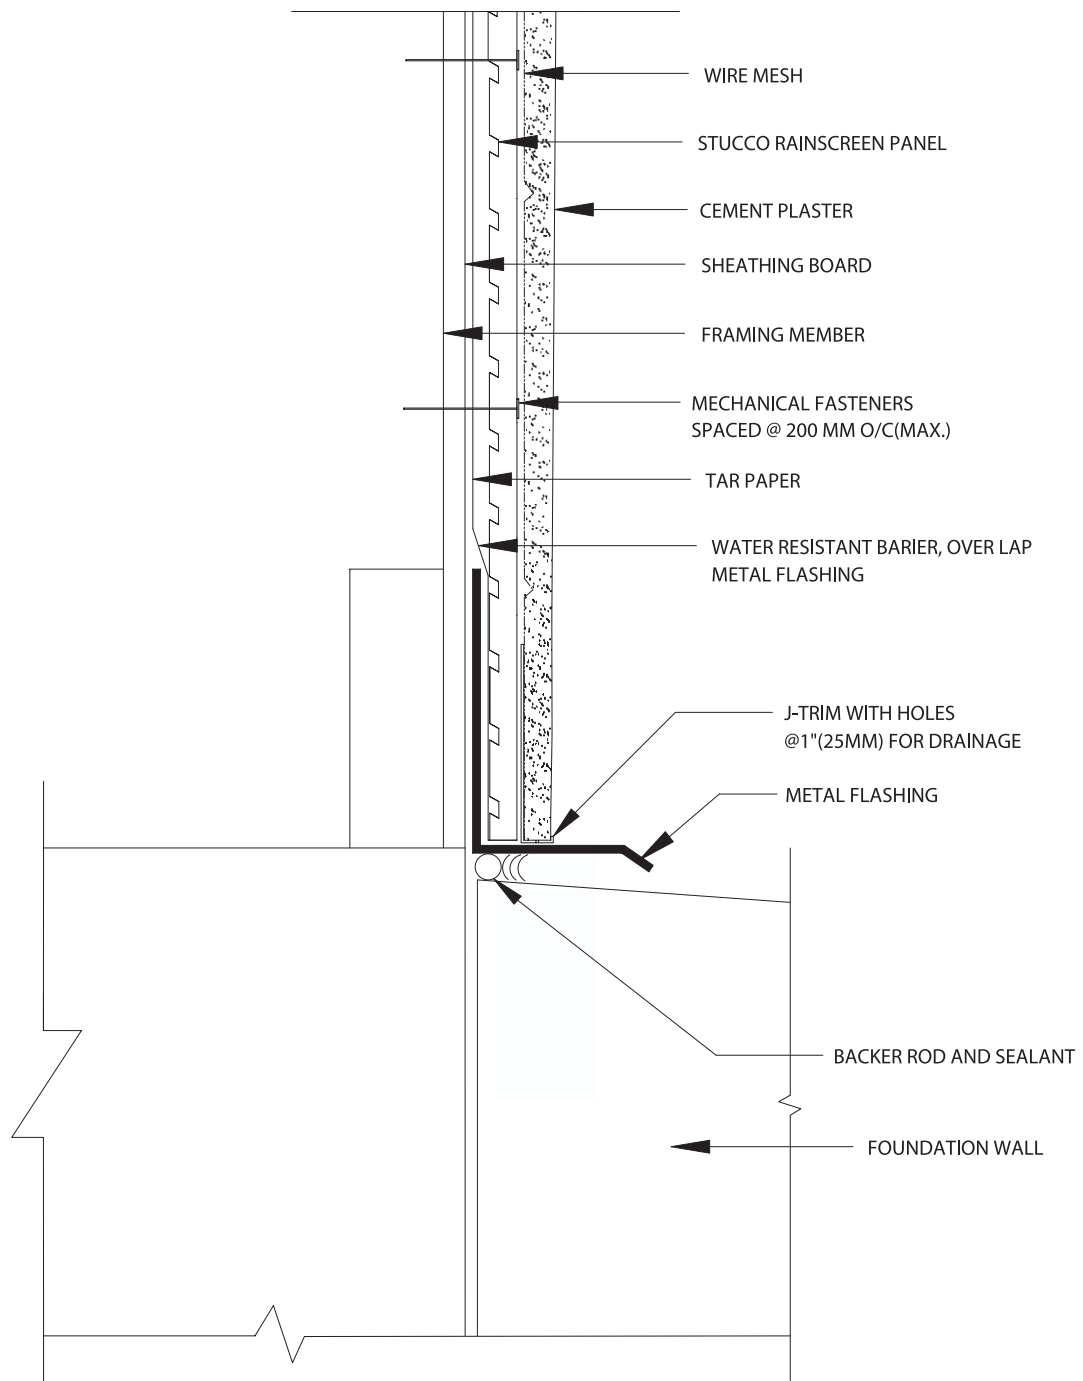 WIRE MESH
STUCCO RAINSCREEN PANEL
CEMENT PLASTER
SHEATHING BOARD
FRAMING MEMBER
MECHANICAL FASTENERS
SPACED @ 200 MM O/C(MAX.)
TAR PAPER
WATER RESISTANT BARIER, OVER LAP
METAL FLASHING
J-TRIM WITH HOLES
@1"(25MM) FOR DRAINAGE
METAL FLASHING
BACKER ROD AND SEALANT
FOUNDATION WALL